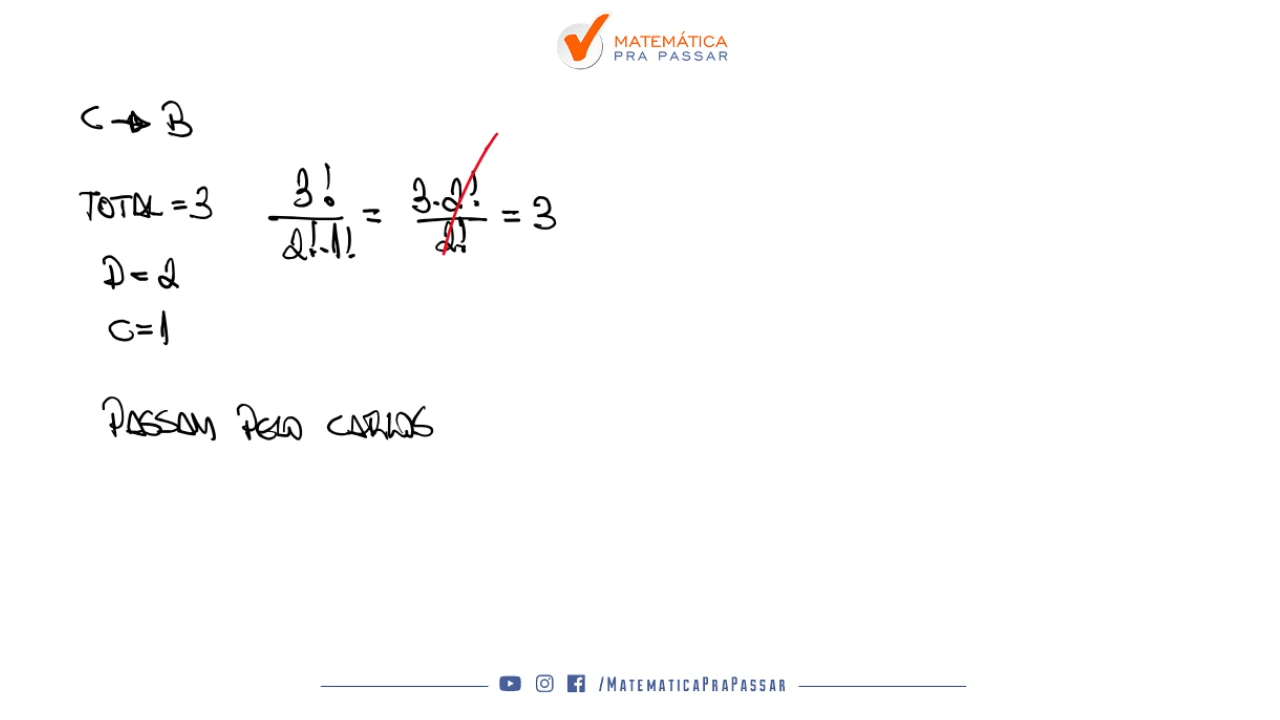 MATEMÁTICA
PRA PASSAR
C → B
TOTAL = 3
3! / 2!·1! = 3·2! / 2! = 3
D = 2
C = 1
PASSAM PELO CARLOS
/MATEMATICAPRAPASSAR